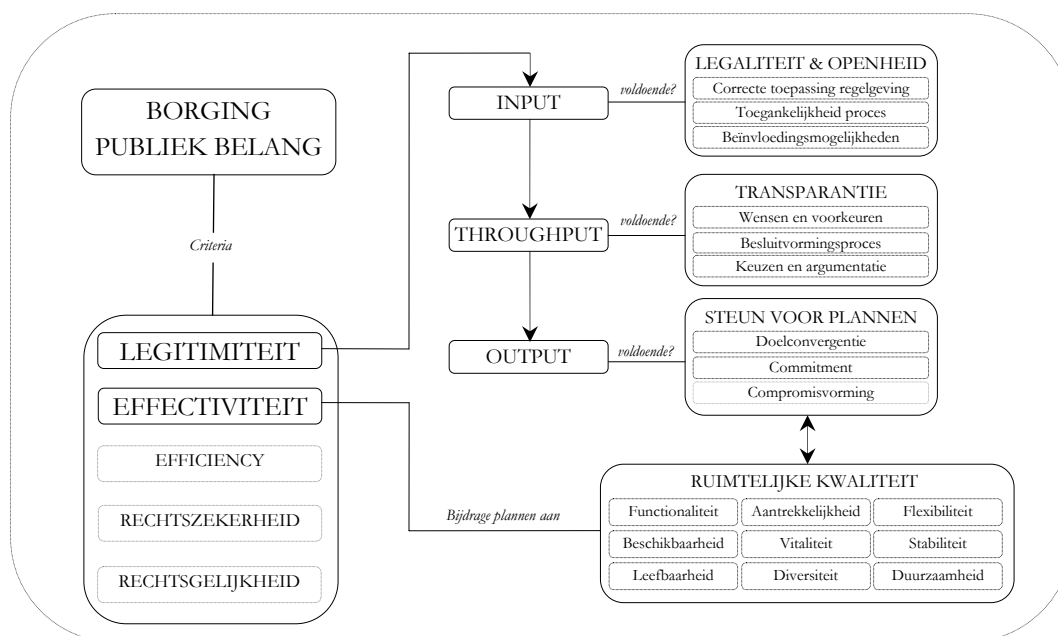 BORGING
PUBLIEK BELANG
Criteria
LEGITIMITEIT
EFFECTIVITEIT
EFFICIENCY
RECHTSZEKERHEID
RECHTSGELIJKHEID
INPUT
voldoende?
LEGALITEIT & OPENHEID
Correcte toepassing regelgeving
Toegankelijkheid proces
Beïnvloedingsmogelijkheden
THROUGHPUT
voldoende?
TRANSPARANTIE
Wensen en voorkeuren
Besluitvormingsproces
Keuzen en argumentatie
OUTPUT
voldoende?
STEUN VOOR PLANNEN
Doelconvergentie
Commitment
Compromisvorming
Bijdrage plannen aan
RUIMTELIJKE KWALITEIT
Functionaliteit Aantrekkelijkheid Flexibiliteit
Beschikbaarheid Vitaliteit Stabiliteit
Leefbaarheid Diversiteit Duurzaamheid